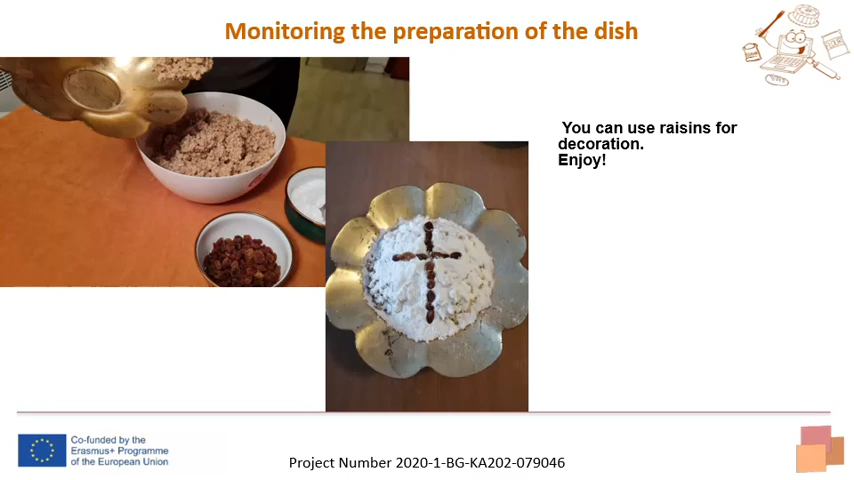 Monitoring the preparation of the dish
You can use raisins for
decoration.
Enjoy!
Co-funded by the
Erasmus+ Programme
of the European Union
Project Number 2020-1-BG-KA202-079046